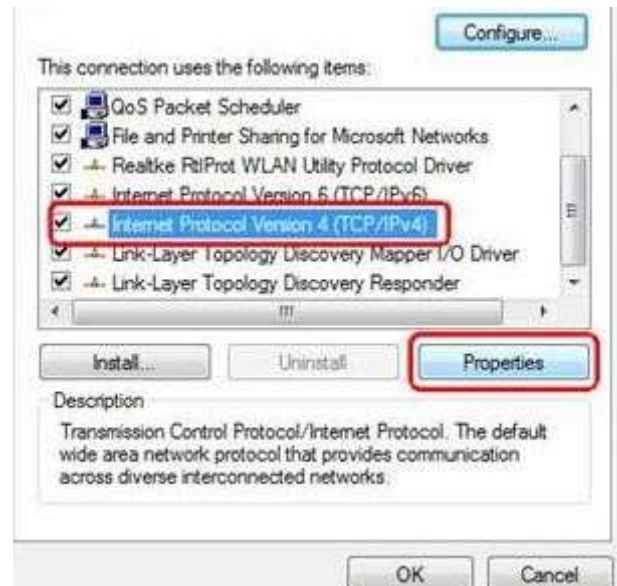 Configure...
This connection uses the following items:
QoS Packet Scheduler
File and Printer Sharing for Microsoft Networks
Realtke RtlProt WLAN Utility Protocol Driver
Internet Protocol Version 6 (TCP/IPv6)
Internet Protocol Version 4 (TCP/IPv4)
Link-Layer Topology Discovery Mapper I/O Driver
Link-Layer Topology Discovery Responder
Install... Uninstall Properties
Description
Transmission Control Protocol/Internet Protocol. The default
wide area network protocol that provides communication
across diverse interconnected networks.
OK Cancel